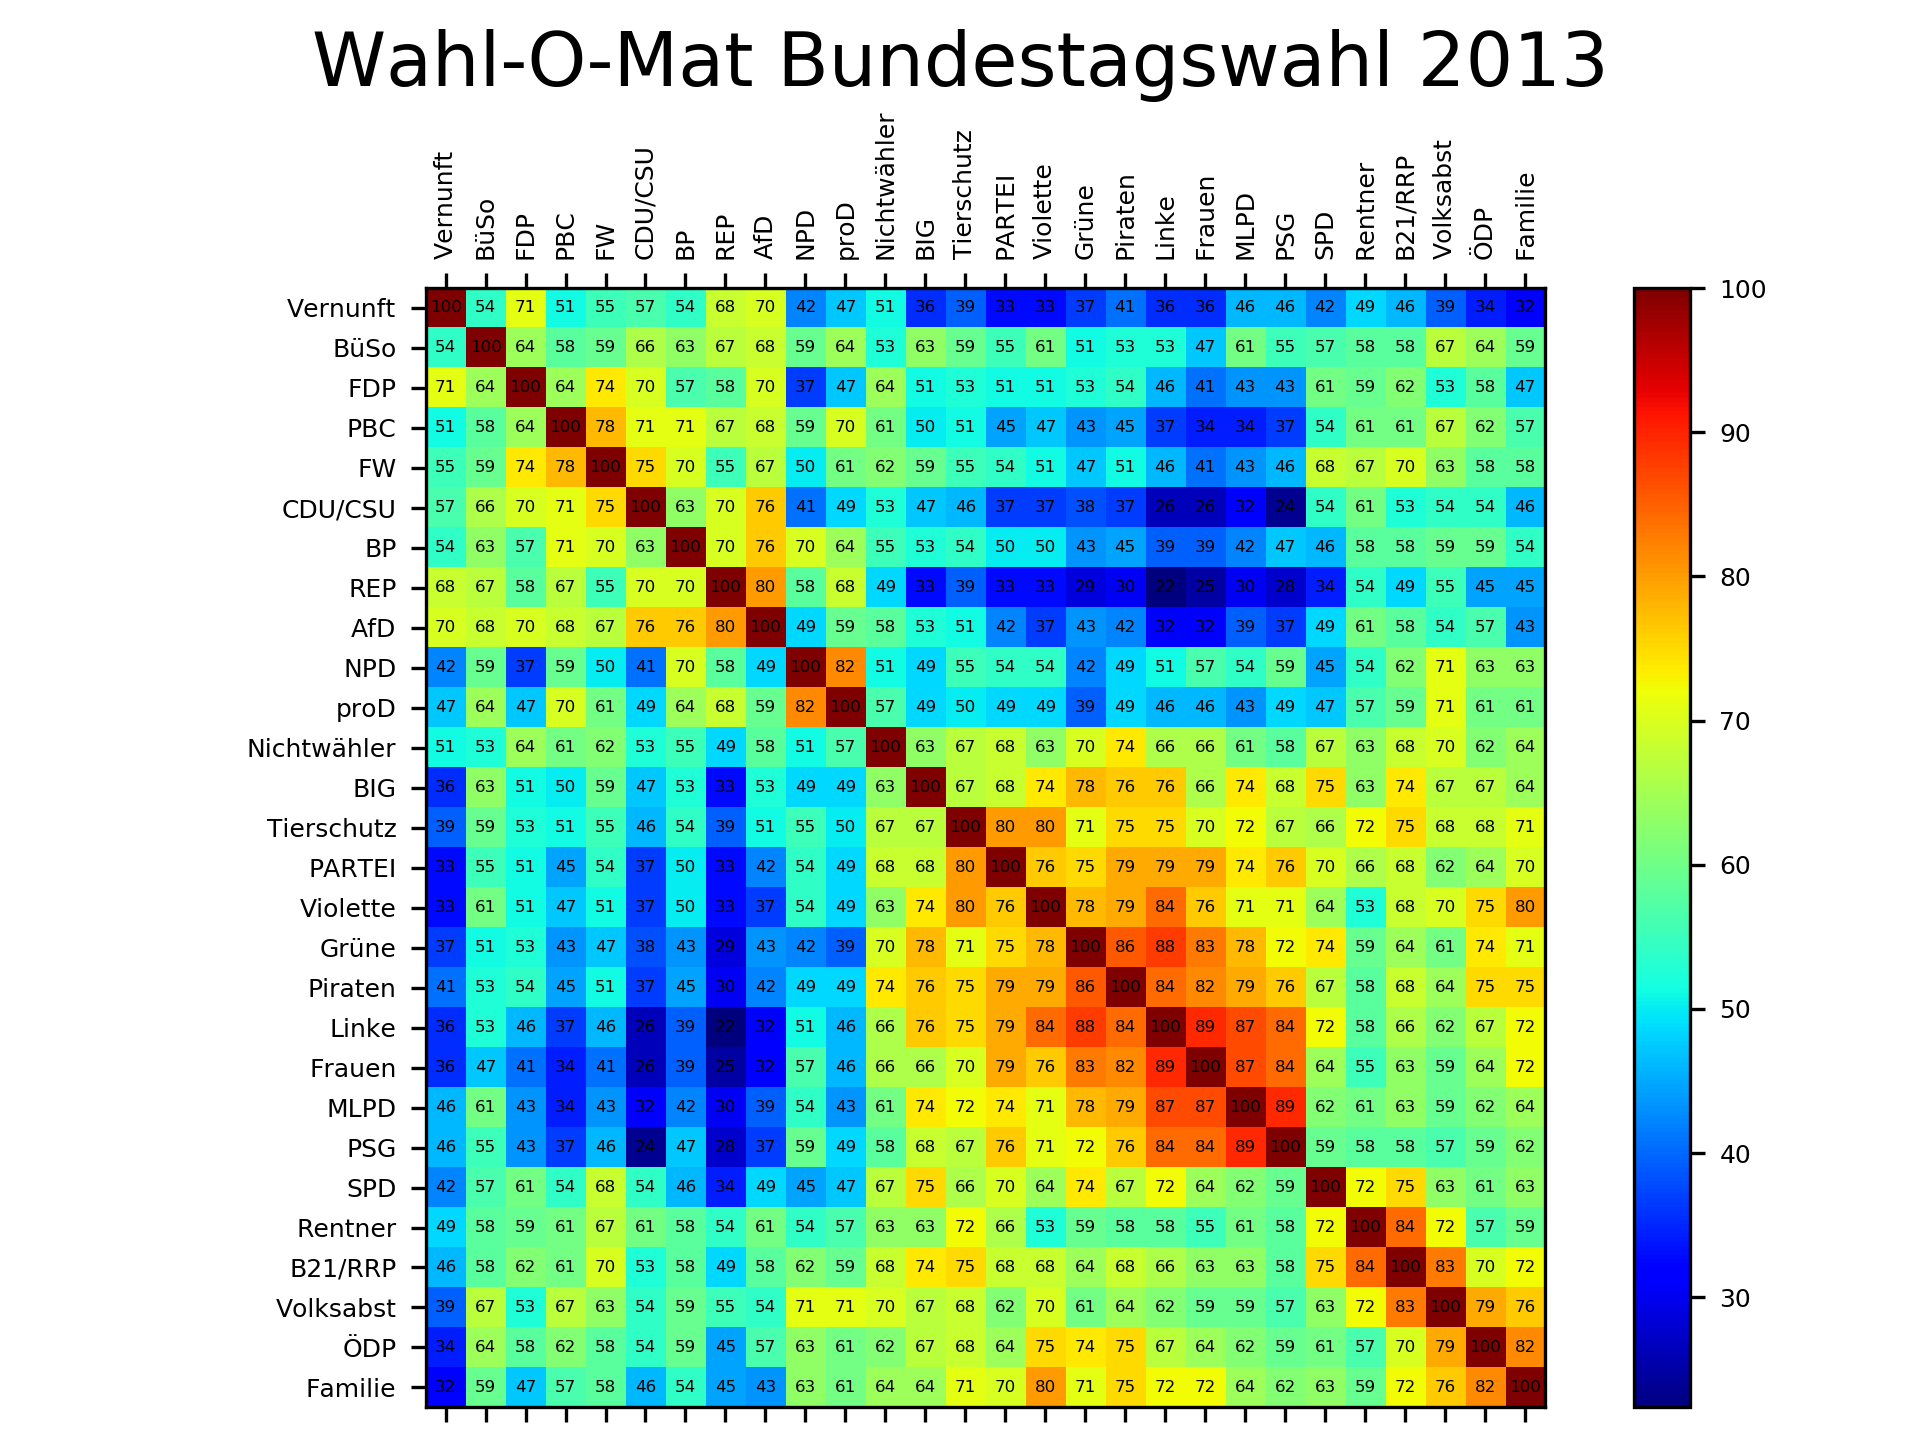 Wahl-O-Mat Bundestagswahl 2013
Vernunft BüSo FDP PBC FW CDU/CSU BP REP AfD NPD proD Nichtwähler BIG Tierschutz PARTEI Violette Grüne Piraten Linke Frauen MLPD PSG SPD Rentner B21/RRP Volksabst ÖDP Familie
Vernunft 100 54 71 51 55 57 54 68 70 42 47 51 36 39 33 33 37 41 36 36 46 46 42 49 46 39 34 32
BüSo 54 100 64 58 59 66 63 67 68 59 64 53 63 59 55 61 51 53 53 47 61 55 57 58 58 67 64 59
FDP 71 64 100 64 74 70 57 58 70 37 47 64 51 53 51 51 53 54 46 41 43 43 61 59 62 53 58 47
PBC 51 58 64 100 78 71 71 67 68 59 70 61 50 51 45 47 43 45 37 34 34 37 54 61 61 67 62 57
FW 55 59 74 78 100 75 70 55 67 50 61 62 59 55 54 51 47 51 46 41 43 46 68 67 70 63 58 58
CDU/CSU 57 66 70 71 75 100 63 70 76 41 49 53 47 46 37 37 38 37 26 26 32 24 54 61 53 54 54 46
BP 54 63 57 71 70 63 100 70 76 70 64 55 53 54 50 50 43 45 39 39 42 47 46 58 58 59 59 54
REP 68 67 58 67 55 70 70 100 80 58 68 49 33 39 33 33 29 30 22 25 30 28 34 54 49 55 45 45
AfD 70 68 70 68 67 76 76 80 100 49 59 58 53 51 42 37 43 42 32 32 39 37 49 61 58 54 57 43
NPD 42 59 37 59 50 41 70 58 49 100 82 51 49 55 54 54 42 49 51 57 54 59 45 54 62 71 63 63
proD 47 64 47 70 61 49 64 68 59 82 100 57 49 50 49 49 39 49 46 46 43 49 47 57 59 71 61 61
Nichtwähler 51 53 64 61 62 53 55 49 58 51 57 100 63 67 68 63 70 74 66 66 61 58 67 63 68 70 62 64
BIG 36 63 51 50 59 47 53 33 53 49 49 63 100 67 68 74 78 76 76 66 74 68 75 63 74 67 67 64
Tierschutz 39 59 53 51 55 46 54 39 51 55 50 67 67 100 80 80 71 75 75 70 72 67 66 72 75 68 68 71
PARTEI 33 55 51 45 54 37 50 33 42 54 49 68 68 80 100 76 75 79 79 79 74 76 70 66 68 62 64 70
Violette 33 61 51 47 51 37 50 33 37 54 49 63 74 80 76 100 78 79 84 76 71 71 64 53 68 70 75 80
Grüne 37 51 53 43 47 38 43 29 43 42 39 70 78 71 75 78 100 86 88 83 78 72 74 59 64 61 74 71
Piraten 41 53 54 45 51 37 45 30 42 49 49 74 76 75 79 79 86 100 84 82 79 76 67 58 68 64 75 75
Linke 36 53 46 37 46 26 39 22 32 51 46 66 76 75 79 84 88 84 100 89 87 84 72 58 66 62 67 72
Frauen 36 47 41 34 41 26 39 25 32 57 46 66 66 70 79 76 83 82 89 100 87 84 64 55 63 59 64 72
MLPD 46 61 43 34 43 32 42 30 39 54 43 61 74 72 74 71 78 79 87 87 100 89 62 61 63 59 62 64
PSG 46 55 43 37 46 24 47 28 37 59 49 58 68 67 76 71 72 76 84 84 89 100 59 58 58 57 59 62
SPD 42 57 61 54 68 54 46 34 49 45 47 67 75 66 70 64 74 67 72 64 62 59 100 72 75 63 61 63
Rentner 49 58 59 61 67 61 58 54 61 54 57 63 63 72 66 53 59 58 58 55 61 58 72 100 84 72 57 59
B21/RRP 46 58 62 61 70 53 58 49 58 62 59 68 74 75 68 68 64 68 66 63 63 58 75 84 100 83 70 72
Volksabst 39 67 53 67 63 54 59 55 54 71 71 70 67 68 62 70 61 64 62 59 59 57 63 72 83 100 79 76
ÖDP 34 64 58 62 58 54 59 45 57 63 61 62 67 68 64 75 74 75 67 64 62 59 61 57 70 79 100 82
Familie 32 59 47 57 58 46 54 45 43 63 61 64 64 71 70 80 71 75 72 72 64 62 63 59 72 76 82 100
100
90
80
70
60
50
40
30